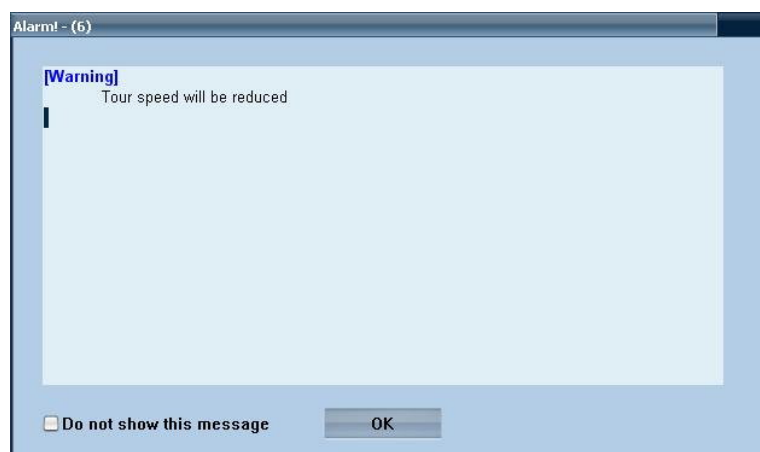 Alarm! - (6)
[Warning]
Tour speed will be reduced
Do not show this message
OK